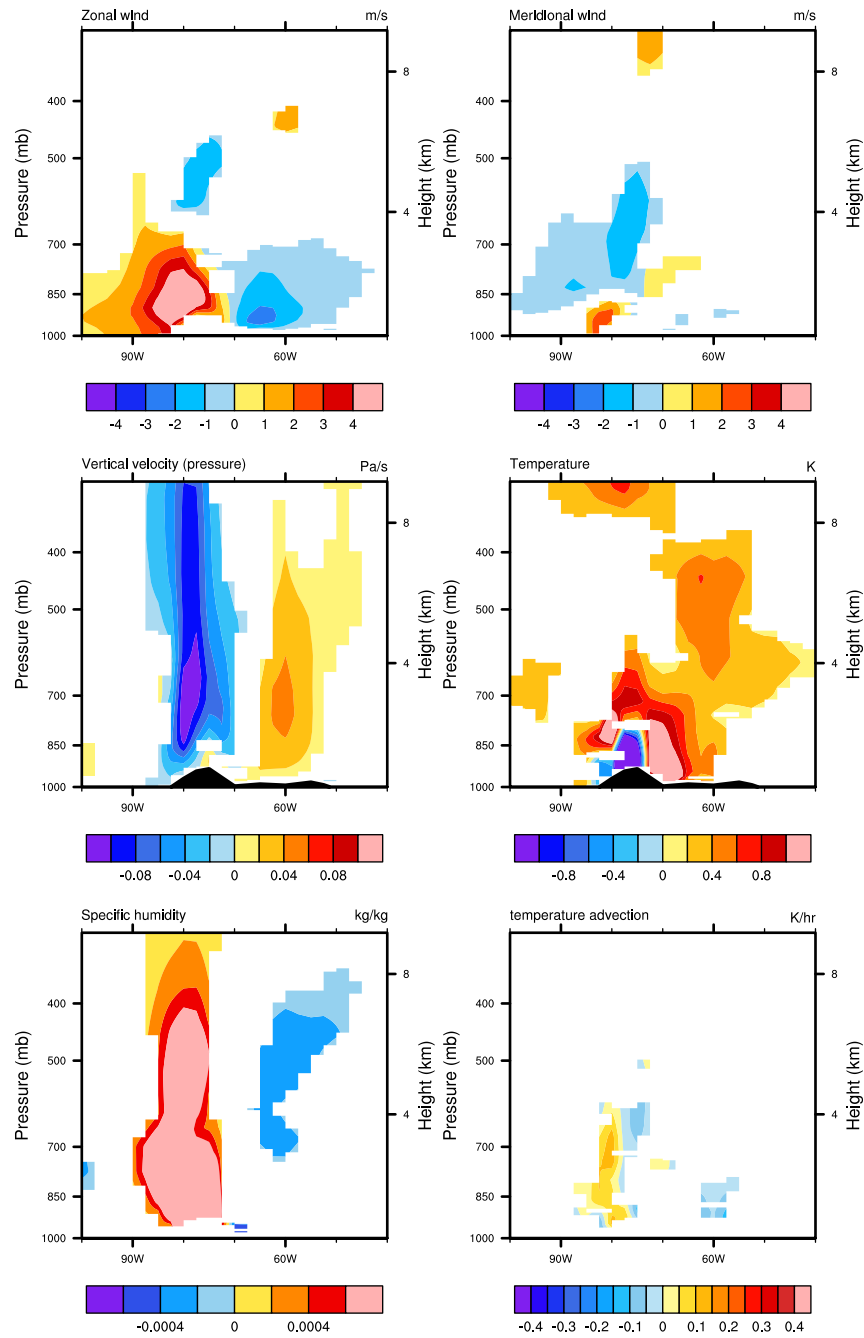 Zonal wind m/s
Meridional wind m/s
Pressure (mb)
Height (km)
400
500
700
850
1000
8
4
90W 60W
-4 -3 -2 -1 0 1 2 3 4
Pressure (mb)
Height (km)
400
500
700
850
1000
8
4
90W 60W
-4 -3 -2 -1 0 1 2 3 4
Vertical velocity (pressure) Pa/s
Temperature K
Pressure (mb)
Height (km)
400
500
700
850
1000
8
4
90W 60W
-0.08 -0.04 0 0.04 0.08
Pressure (mb)
Height (km)
400
500
700
850
1000
8
4
90W 60W
-0.8 -0.4 0 0.4 0.8
Specific humidity kg/kg
temperature advection K/hr
Pressure (mb)
Height (km)
400
500
700
850
1000
8
4
90W 60W
-0.0004 0 0.0004
Pressure (mb)
Height (km)
400
500
700
850
1000
8
4
90W 60W
-0.4 -0.3 -0.2 -0.1 0 0.1 0.2 0.3 0.4